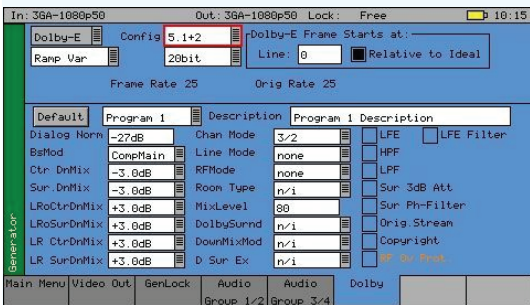 In: 3GA-1080p50 Out: 3GA-1080p50 Lock: Free 10:15
Dolby-E Config 5.1+2 Dolby-E Frame Starts at:
Ramp Var 20bit Line: 0 Relative to Ideal
Frame Rate 25 Orig Rate 25
Default Program 1 Description Program 1 Description
Dialog Norm -27dB Chan Mode 3/2 LFE LFE Filter
BsMod CompMain Line Mode none HPF
Ctr DnMix -3.0dB RFMode none LPF
Sur.DnMix -3.0dB Room Type n/i Sur 3dB Att
LRoCtrDnMix +3.0dB MixLevel 80 Sur Ph-Filter
LRoSurDnMix +3.0dB DolbySurnd n/i Orig.Stream
LR CtrDnMix +3.0dB DownMixMod n/i Copyright
LR SurDnMix +3.0dB D Sur Ex n/i RF Ov Prot
Generator
Main Menu Video Out GenLock Audio Group 1/2 Audio Group 3/4 Dolby